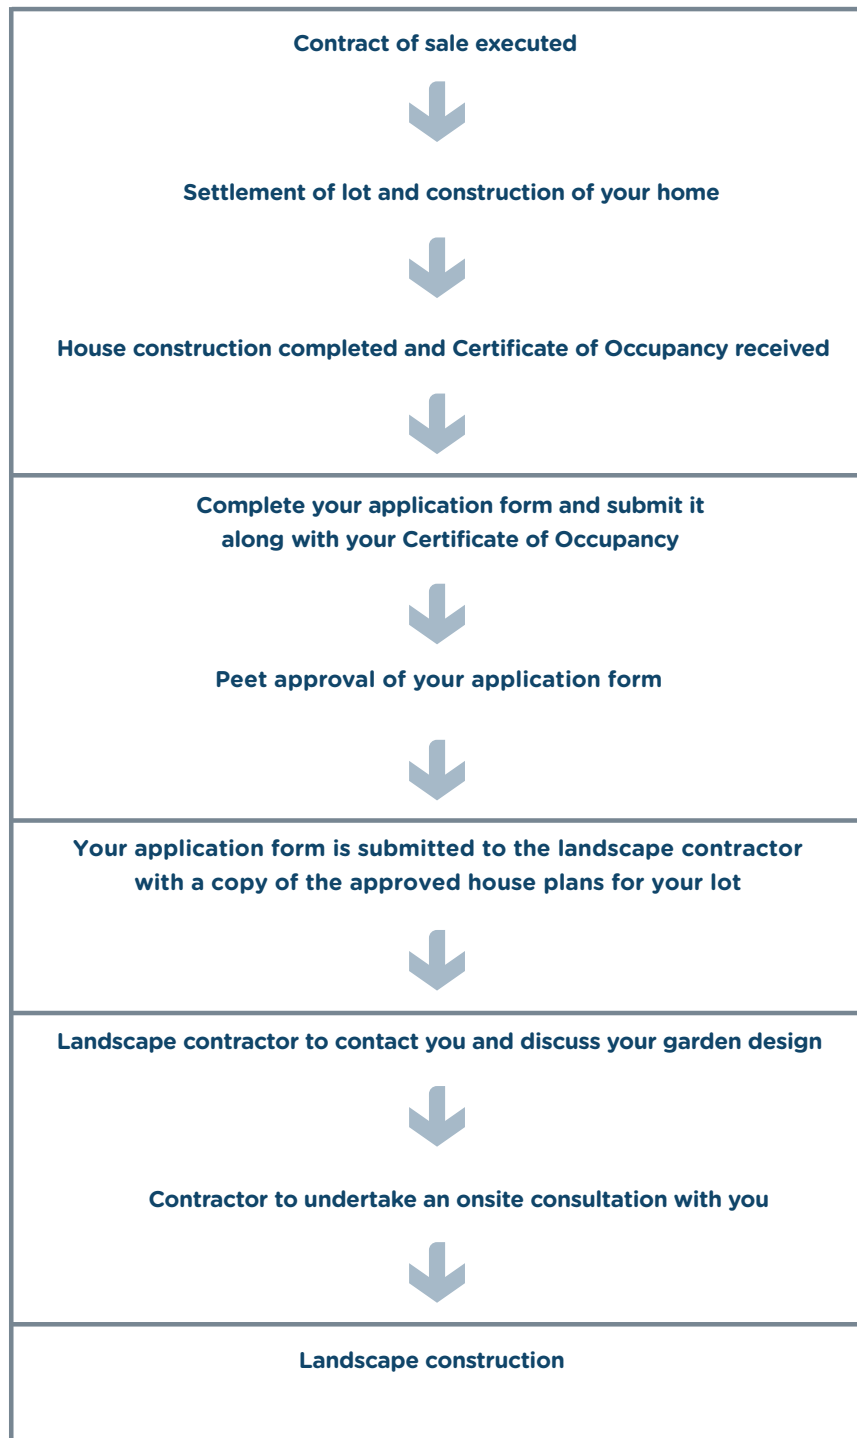 Contract of sale executed
Settlement of lot and construction of your home
House construction completed and Certificate of Occupancy received
Complete your application form and submit it
along with your Certificate of Occupancy
Peet approval of your application form
Your application form is submitted to the landscape contractor
with a copy of the approved house plans for your lot
Landscape contractor to contact you and discuss your garden design
Contractor to undertake an onsite consultation with you
Landscape construction